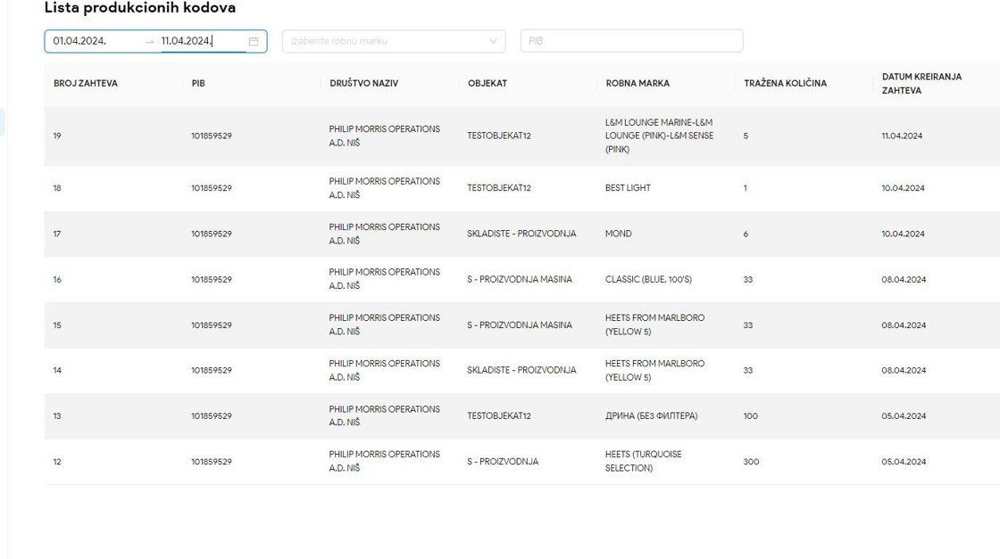 Lista produkcionih kodova
01.04.2024. → 11.04.2024. Izaberite robnu marku PIB
BROJ ZAHTEVA PIB DRUŠTVO NAZIV OBJEKAT ROBNA MARKA TRAŽENA KOLIČINA DATUM KREIRANJA
ZAHTEVA
L&M LOUNGE MARINE-L&M
19 101859529 PHILIP MORRIS OPERATIONS TESTOBJEKAT12 LOUNGE (PINK)-L&M SENSE 5 11.04.2024
A.D. NIŠ (PINK)
18 101859529 PHILIP MORRIS OPERATIONS TESTOBJEKAT12 BEST LIGHT 1 10.04.2024
A.D. NIŠ
17 101859529 PHILIP MORRIS OPERATIONS SKLADISTE - PROIZVODNJA MOND 6 10.04.2024
A.D. NIŠ
16 101859529 PHILIP MORRIS OPERATIONS S - PROIZVODNJA MASINA CLASSIC (BLUE, 100'S) 33 08.04.2024
A.D. NIŠ
15 101859529 PHILIP MORRIS OPERATIONS S - PROIZVODNJA MASINA HEETS FROM MARLBORO 33 08.04.2024
A.D. NIŠ (YELLOW 5)
14 101859529 PHILIP MORRIS OPERATIONS SKLADISTE - PROIZVODNJA HEETS FROM MARLBORO 33 08.04.2024
A.D. NIŠ (YELLOW 5)
13 101859529 PHILIP MORRIS OPERATIONS TESTOBJEKAT12 ДРИНА (БЕЗ ФИЛТЕРА) 100 05.04.2024
A.D. NIŠ
12 101859529 PHILIP MORRIS OPERATIONS S - PROIZVODNJA HEETS (TURQUOISE 300 05.04.2024
A.D. NIŠ SELECTION)